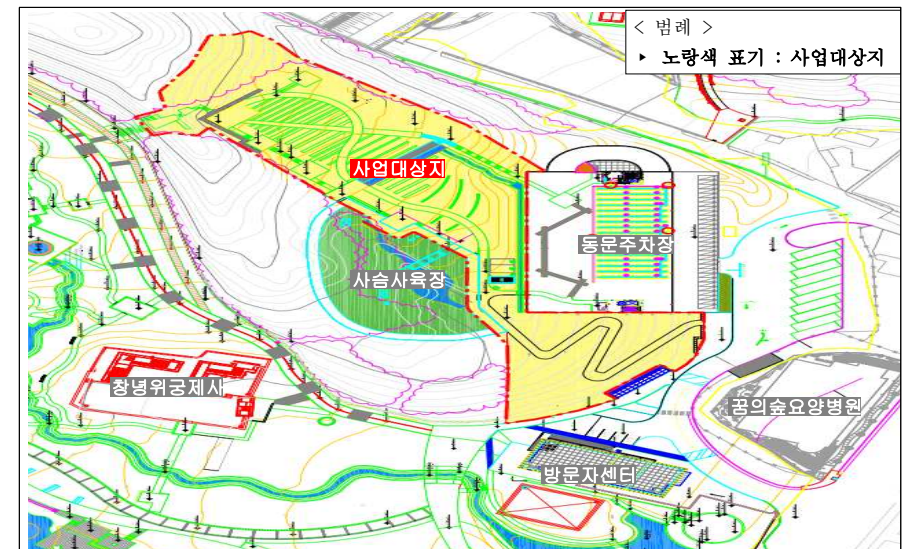 < 범례 >
▸ 노랑색 표기 : 사업대상지
사업대상지
동문주차장
사슴사육장
창녕위궁제사
꿈의숲요양병원
방문자센터